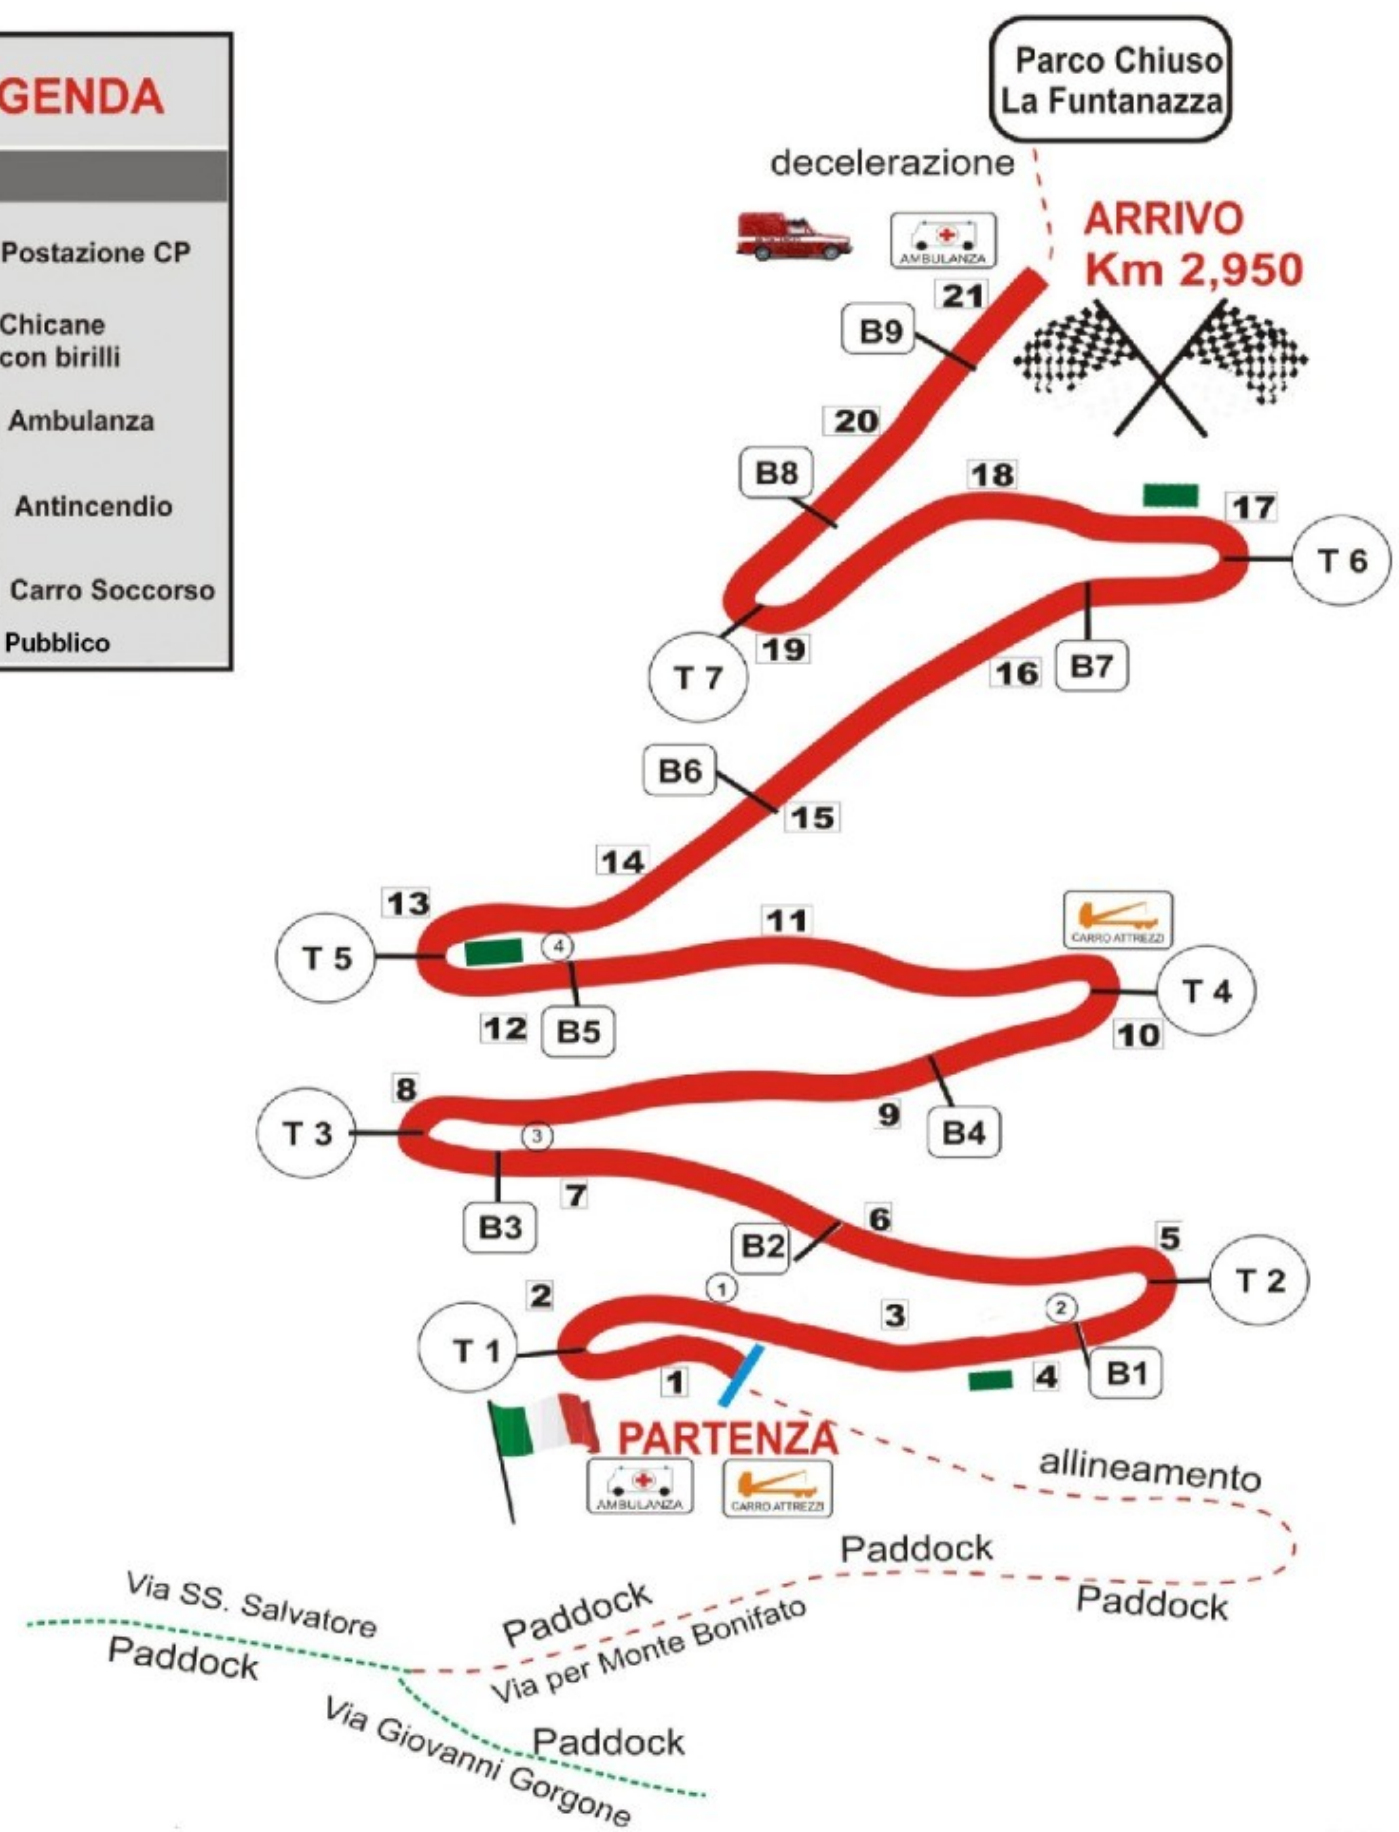 GENDA
Postazione CP
Chicane
con birilli
Ambulanza
Antincendio
Carro Soccorso
Pubblico
Parco Chiuso
La Funtanazza
decelerazione
ARRIVO
Km 2,950
AMBULANZA
21
B9
20
B8
18
17
T 6
19
T 7
16
B7
B6
15
14
13
T 5
4
11
CARRO ATTREZZI
T 4
10
12
B5
8
T 3
3
9
B4
7
B3
B2
6
5
T 2
2
1
3
2
T 1
1
4
B1
PARTENZA
AMBULANZA
CARRO ATTREZZI
allineamento
Paddock
Paddock
Paddock
Via per Monte Bonifato
Via SS. Salvatore
Paddock
Paddock
Via Giovanni Gorgone